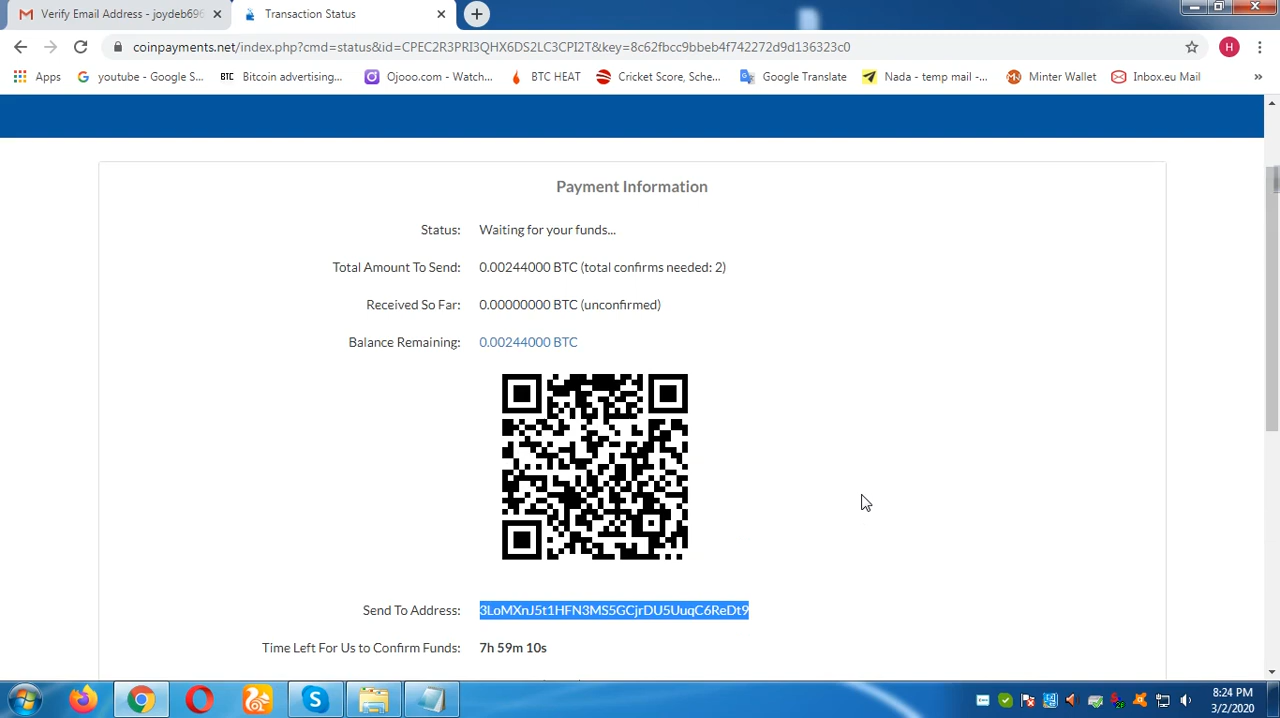 Verify Email Address - joydeb696
Transaction Status
coinpayments.net/index.php?cmd=status&id=CPEC2R3PRI3QHX6DS2LC3CPI2T&key=8c62fbcc9bbeb4f742272d9d136323c0
H
Apps
youtube - Google S...
BTC Bitcoin advertising...
Ojooo.com - Watch...
BTC HEAT
Cricket Score, Sche...
Google Translate
Nada - temp mail -...
Minter Wallet
Inbox.eu Mail
»
Payment Information
Status: Waiting for your funds...
Total Amount To Send: 0.00244000 BTC (total confirms needed: 2)
Received So Far: 0.00000000 BTC (unconfirmed)
Balance Remaining: 0.00244000 BTC
Send To Address: 3LoMXnJ5t1HFN3MS5GCjrDU5UuqC6ReDt9
Time Left For Us to Confirm Funds: 7h 59m 10s
8:24 PM
3/2/2020